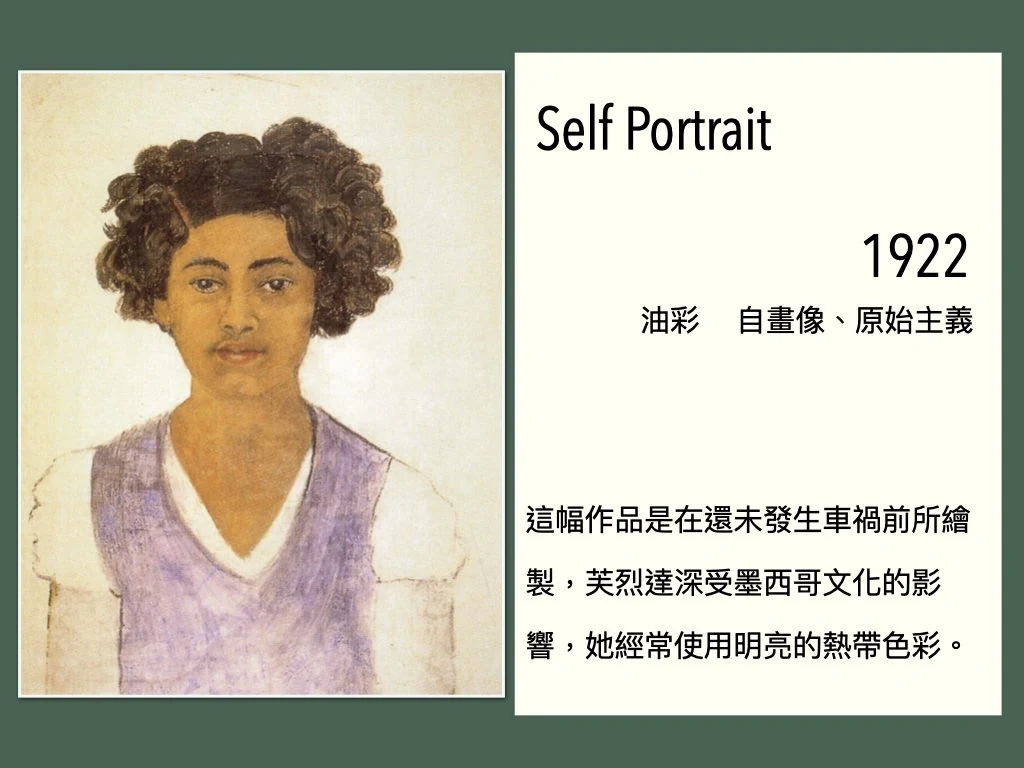 Self Portrait
1922
油彩 自畫像、原始主義
這幅作品是在還未發生車禍前所繪
製，芙烈達深受墨西哥文化的影
響，她經常使用明亮的熱帶色彩。